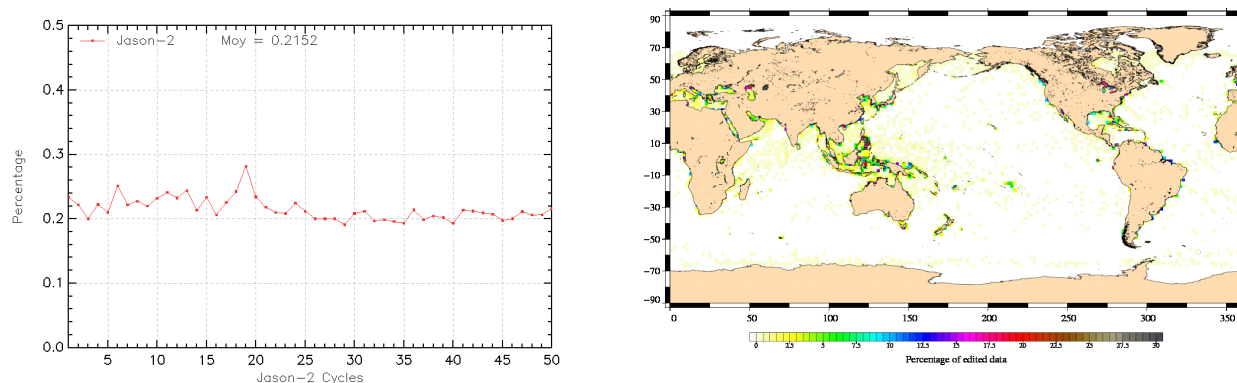 Jason-2 Moy = 0.2152
0.5
0.4
0.3
0.2
0.1
0.0
Percentage
5 10 15 20 25 30 35 40 45 50
Jason-2 Cycles
90
70
50
30
10
−10
−30
−50
−70
−90
0 50 100 150 200 250 300 350
0 2.5 5 7.5 10 12.5 15 17.5 20 22.5 25 27.5 30
Percentage of edited data